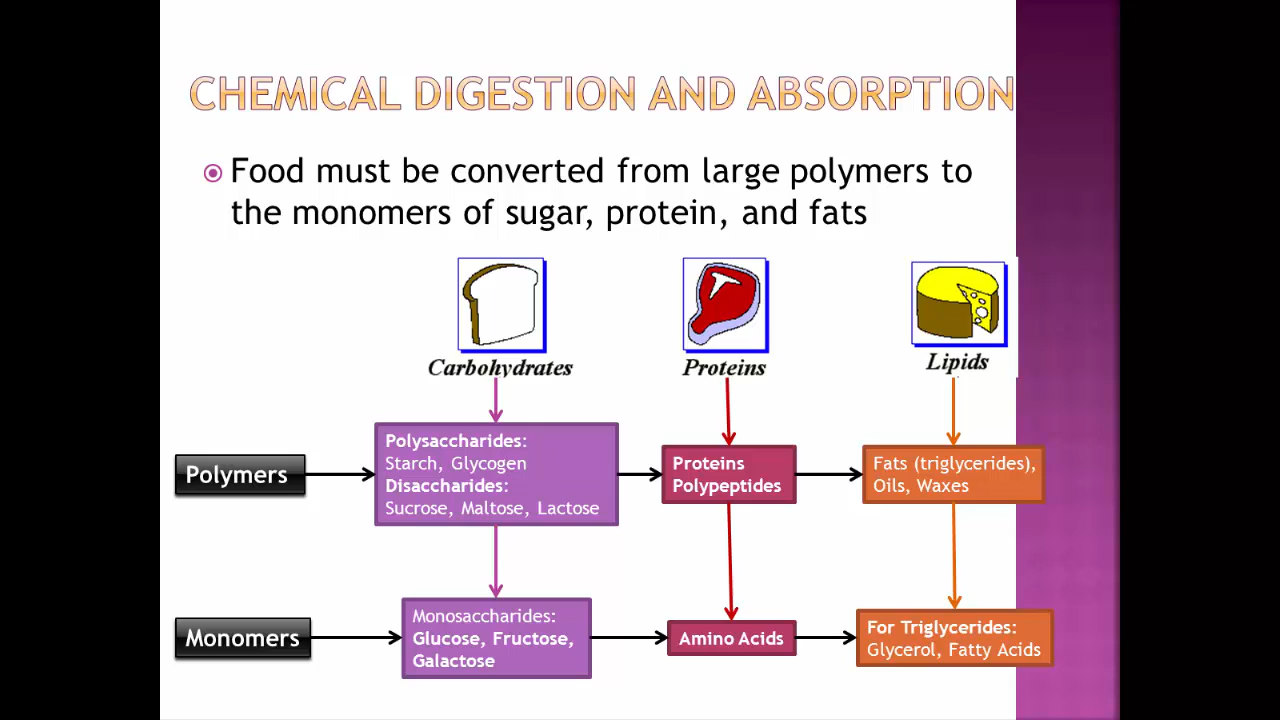 CHEMICAL DIGESTION AND ABSORPTION
Food must be converted from large polymers to
the monomers of sugar, protein, and fats
Carbohydrates
Proteins
Lipids
Polymers
Polysaccharides:
Starch, Glycogen
Disaccharides:
Sucrose, Maltose, Lactose
Proteins
Polypeptides
Fats (triglycerides),
Oils, Waxes
Monomers
Monosaccharides:
Glucose, Fructose,
Galactose
Amino Acids
For Triglycerides:
Glycerol, Fatty Acids